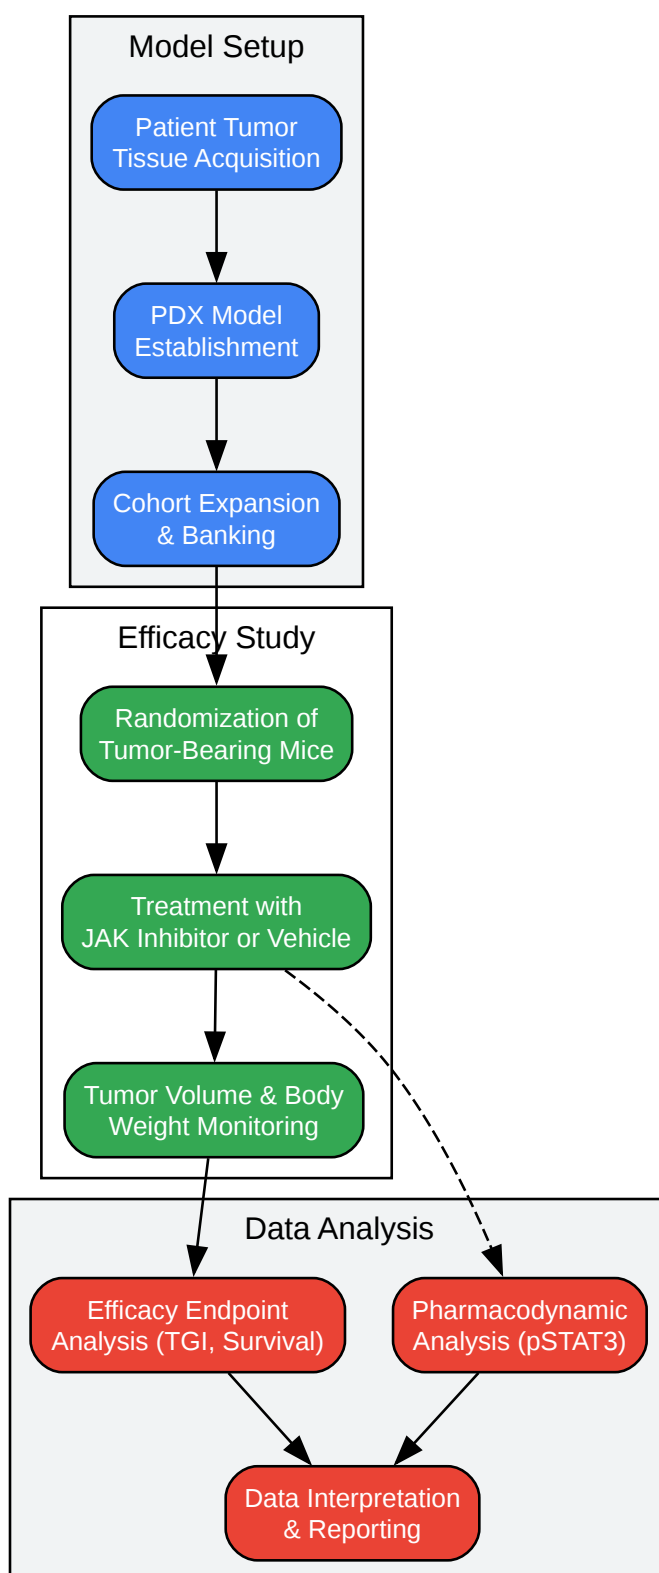 Model Setup
Patient Tumor
Tissue Acquisition
PDX Model
Establishment
Cohort Expansion
& Banking
Efficacy Study
Randomization of
Tumor-Bearing Mice
Treatment with
JAK Inhibitor or Vehicle
Tumor Volume & Body
Weight Monitoring
Data Analysis
Efficacy Endpoint
Analysis (TGI, Survival)
Pharmacodynamic
Analysis (pSTAT3)
Data Interpretation
& Reporting